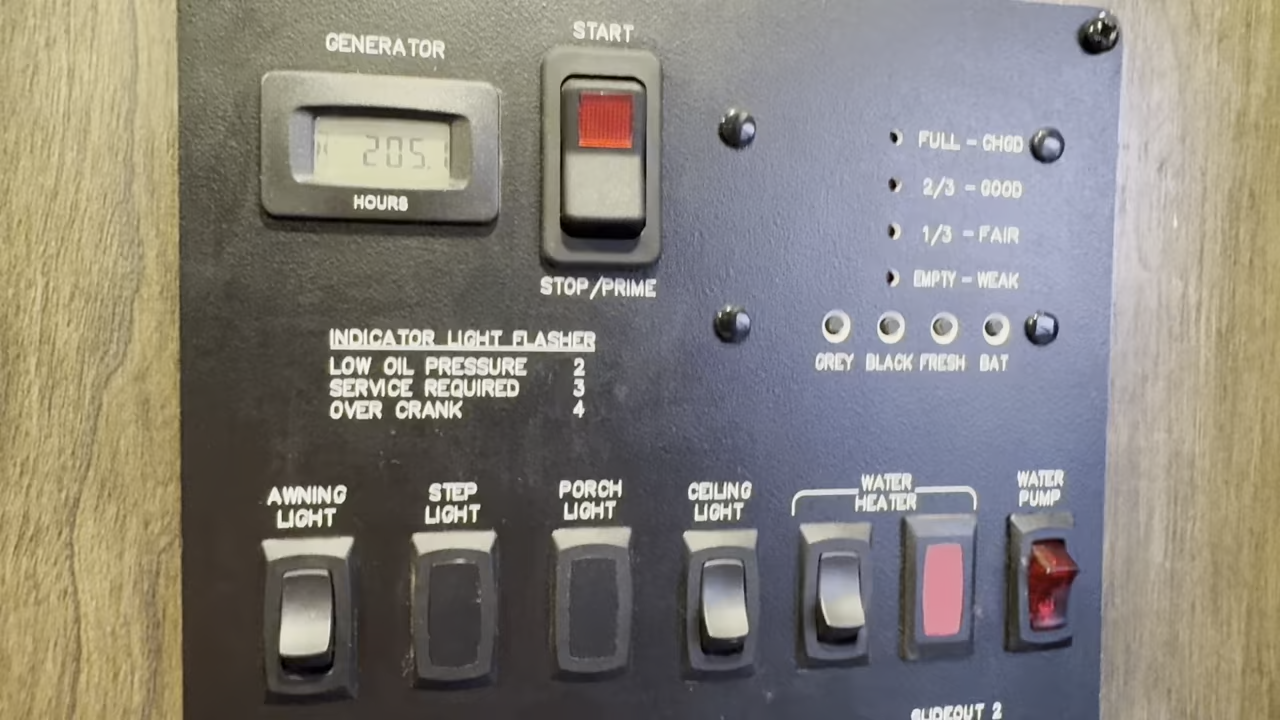 GENERATOR
205.
HOURS
START
STOP/PRIME
FULL - CHGD
2/3 - GOOD
1/3 - FAIR
EMPTY - WEAK
GREY BLACK FRESH BAT
INDICATOR LIGHT FLASHER
LOW OIL PRESSURE 2
SERVICE REQUIRED 3
OVER CRANK 4
AWNING
LIGHT
STEP
LIGHT
PORCH
LIGHT
CEILING
LIGHT
WATER
HEATER
WATER
PUMP
SLIDEOUT 2